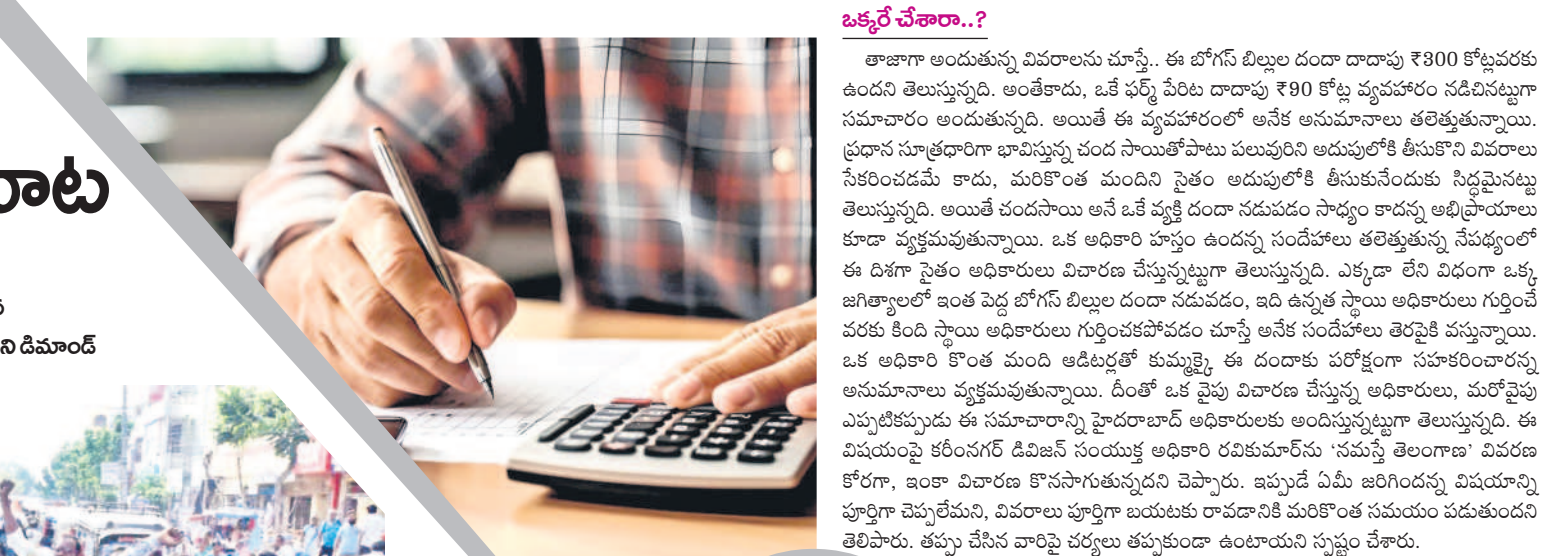 ఒక్కరే చేశారా..?
తాజాగా అందుతున్న వివరాలను చూస్తే.. ఈ బోగస్ బిల్లుల దందా దాదాపు ₹300 కోట్లవరకు
ఉందని తెలుస్తున్నది. అంతేకాదు, ఒకే ఫర్మ్ పేరిట దాదాపు ₹90 కోట్ల వ్యవహారం నడిచినట్టుగా
సమాచారం అందుతున్నది. అయితే ఈ వ్యవహారంలో అనేక అనుమానాలు తలెత్తుతున్నాయి.
ప్రధాన సూత్రధారిగా భావిస్తున్న చంద సాయితోపాటు పలువురిని అదుపులోకి తీసుకొని వివరాలు
సేకరించడమే కాదు, మరికొంత మందిని సైతం అదుపులోకి తీసుకునేందుకు సిద్ధమైనట్టు
తెలుస్తున్నది. అయితే చందసాయి అనే ఒకే వ్యక్తి దందా నడుపడం సాధ్యం కాదన్న అభిప్రాయాలు
కూడా వ్యక్తమవుతున్నాయి. ఒక అధికారి హస్తం ఉందన్న సందేహాలు తలెత్తుతున్న నేపథ్యంలో
ఈ దిశగా సైతం అధికారులు విచారణ చేస్తున్నట్టుగా తెలుస్తున్నది. ఎక్కడా లేని విధంగా ఒక్క
జగిత్యాలలో ఇంత పెద్ద బోగస్ బిల్లుల దందా నడువడం, ఇది ఉన్నత స్థాయి అధికారులు గుర్తించే
వరకు కింది స్థాయి అధికారులు గుర్తించకపోవడం చూస్తే అనేక సందేహాలు తెరపైకి వస్తున్నాయి.
ఒక అధికారి కొంత మంది ఆడిటర్లతో కుమ్మక్కై ఈ దందాకు పరోక్షంగా సహకరించారన్న
అనుమానాలు వ్యక్తమవుతున్నాయి. దీంతో ఒక వైపు విచారణ చేస్తున్న అధికారులు, మరోవైపు
ఎప్పటికప్పుడు ఈ సమాచారాన్ని హైదరాబాద్ అధికారులకు అందిస్తున్నట్టుగా తెలుస్తున్నది. ఈ
విషయంపై కరీంనగర్ డివిజన్ సంయుక్త అధికారి రవికుమార్‌ను ‘నమస్తే తెలంగాణ’ వివరణ
కోరగా, ఇంకా విచారణ కొనసాగుతున్నదని చెప్పారు. ఇప్పుడే ఏమీ జరిగిందన్న విషయాన్ని
పూర్తిగా చెప్పలేమని, వివరాలు పూర్తిగా బయటకు రావడానికి మరికొంత సమయం పడుతుందని
తెలిపారు. తప్పు చేసిన వారిపై చర్యలు తప్పకుండా ఉంటాయని స్పష్టం చేశారు.
రాట
ని డిమాండ్